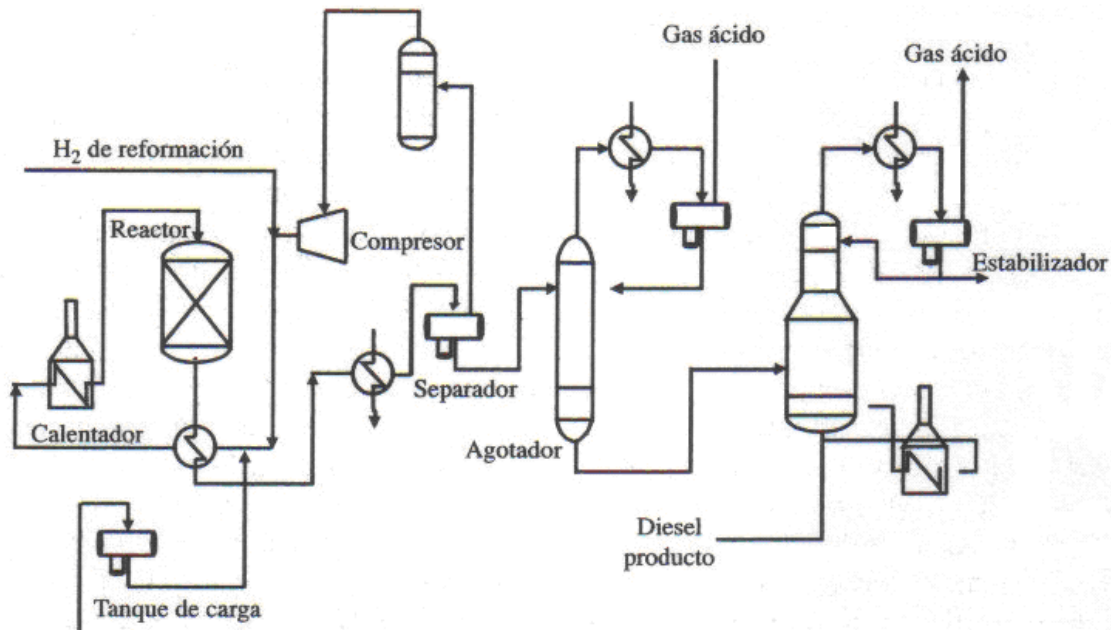 Gas ácido
Gas ácido
H₂ de reformación
Reactor
Compresor
Estabilizador
Separador
Calentador
Agotador
Diesel
producto
Tanque de carga